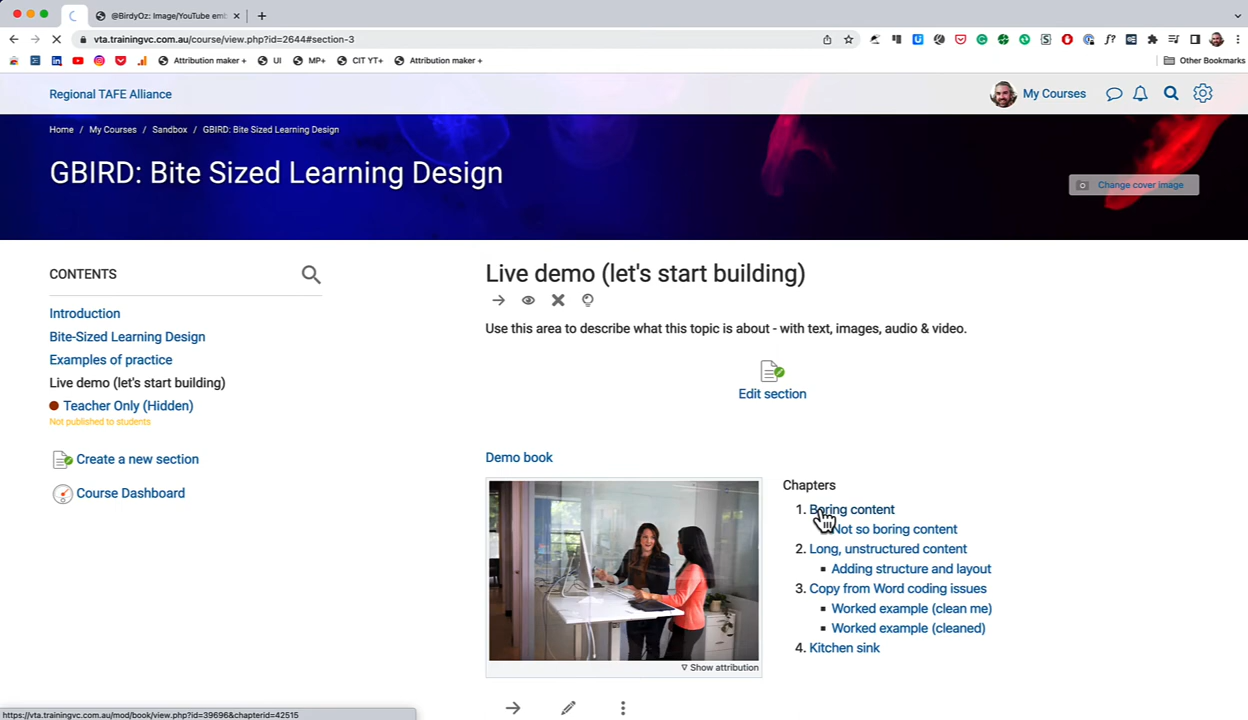 @BirdyOz: Image/YouTube emb
vta.trainingvc.com.au/course/view.php?id=2644#section-3
Attribution maker +
UI
MP+
CIT YT+
Attribution maker +
Other Bookmarks
Regional TAFE Alliance
My Courses
Home / My Courses / Sandbox / GBIRD: Bite Sized Learning Design
GBIRD: Bite Sized Learning Design
Change cover image
CONTENTS
Introduction
Bite-Sized Learning Design
Examples of practice
Live demo (let's start building)
Teacher Only (Hidden)
Not published to students
Create a new section
Course Dashboard
Live demo (let's start building)
Use this area to describe what this topic is about - with text, images, audio & video.
Edit section
Demo book
▽ Show attribution
Chapters
1. Boring content
Not so boring content
2. Long, unstructured content
▪ Adding structure and layout
3. Copy from Word coding issues
▪ Worked example (clean me)
▪ Worked example (cleaned)
4. Kitchen sink
https://vta.trainingvc.com.au/mod/book/view.php?id=39696&chapterid=42515